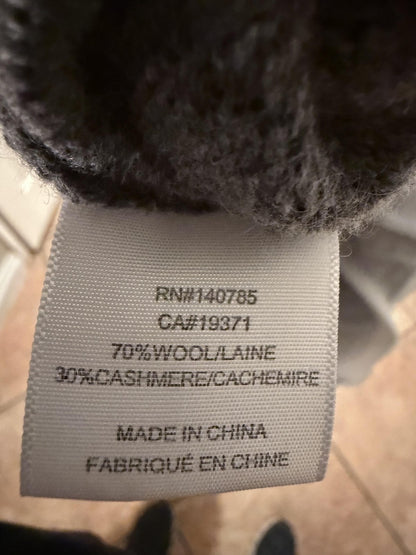 RN#140785
CA#19371
70%WOOL/LAINE
30%CASHMERE/CACHEMIRE
MADE IN CHINA
FABRIQUÉ EN CHINE